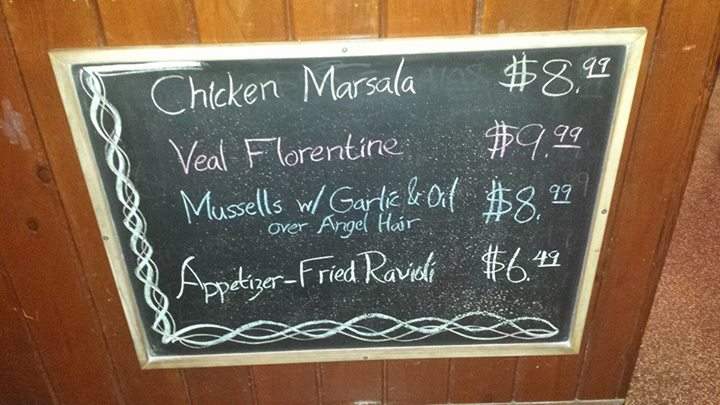 Chicken Marsala $8.99
Veal Florentine $9.99
Mussells w/ Garlic & Oil $8.99
over Angel Hair
Appetizer-Fried Ravioli $6.49